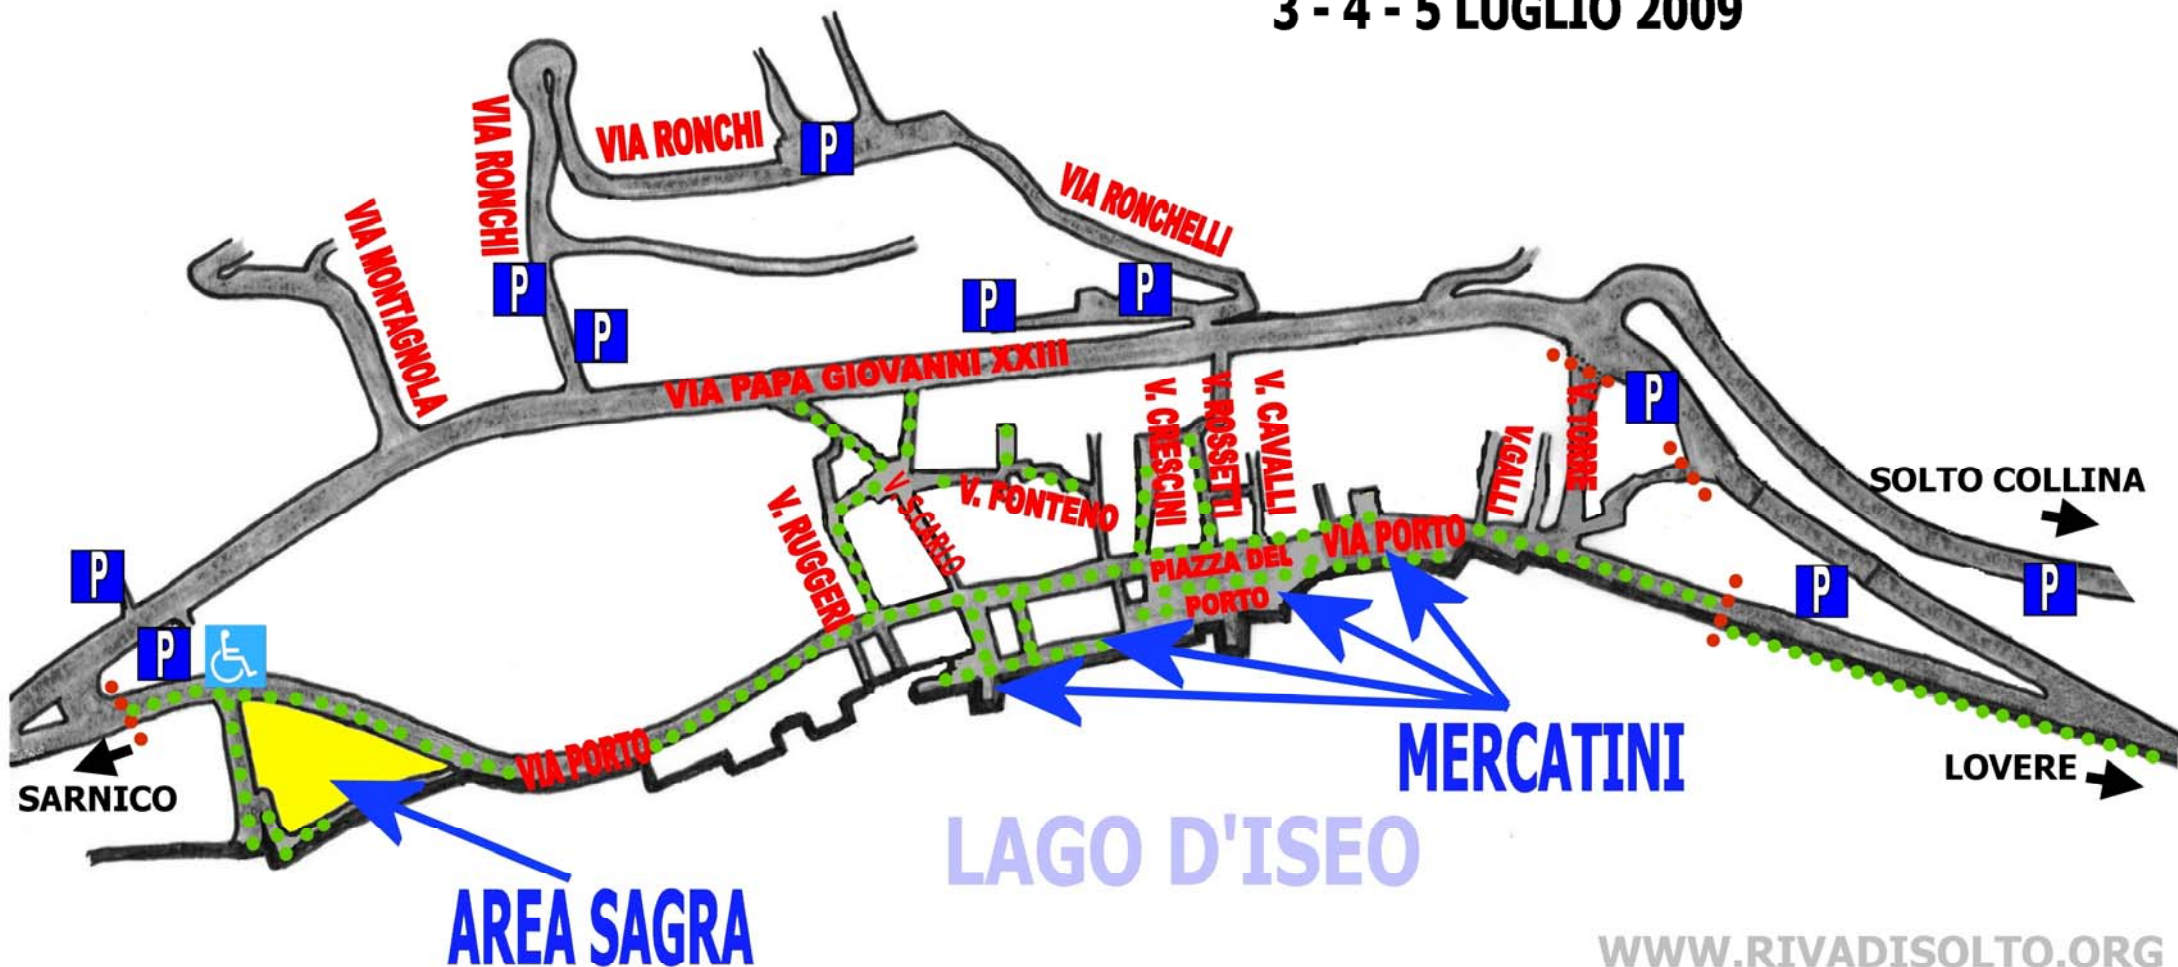 3 - 4 - 5 LUGLIO 2009
P
VIA RONCHI
VIA RONCHI
VIA RONCHELLI
VIA MONTAGNOLA
P
P
P
P
VIA PAPA GIOVANNI XXIII
V. CRESCINI
V. ROSSETTI
V. CAVALLI
V.GALLI
V. TORRE
P
SOLTO COLLINA
V. RUGGERI
V. S.CARLO
V. FONTENO
PIAZZA DEL
PORTO
VIA PORTO
P
P
P
P
VIA PORTO
MERCATINI
SARNICO
LOVERE
LAGO D'ISEO
AREA SAGRA
WWW.RIVADISOLTO.ORG